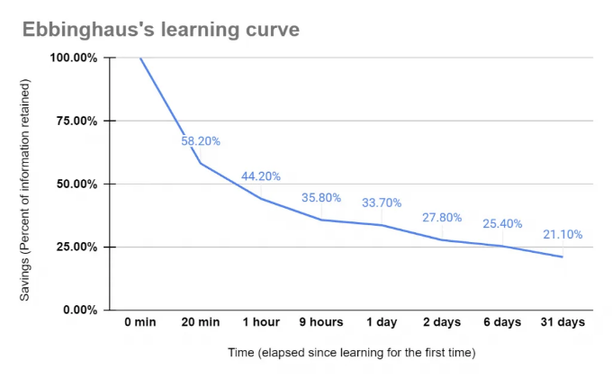 Ebbinghaus's learning curve
100.00%
75.00%
50.00%
25.00%
0.00%
Savings (Percent of information retained)
58.20%
44.20%
35.80%
33.70%
27.80%
25.40%
21.10%
0 min
20 min
1 hour
9 hours
1 day
2 days
6 days
31 days
Time (elapsed since learning for the first time)